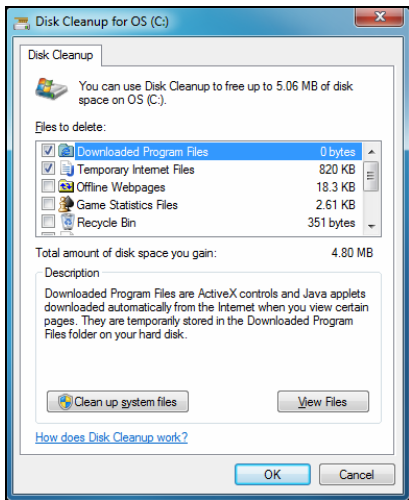 Disk Cleanup for OS (C:)
Disk Cleanup
You can use Disk Cleanup to free up to 5.06 MB of disk
space on OS (C:).
Files to delete:
Downloaded Program Files 0 bytes
Temporary Internet Files 820 KB
Offline Webpages 18.3 KB
Game Statistics Files 2.61 KB
Recycle Bin 351 bytes
Total amount of disk space you gain: 4.80 MB
Description
Downloaded Program Files are ActiveX controls and Java applets
downloaded automatically from the Internet when you view certain
pages. They are temporarily stored in the Downloaded Program
Files folder on your hard disk.
Clean up system files View Files
How does Disk Cleanup work?
OK Cancel